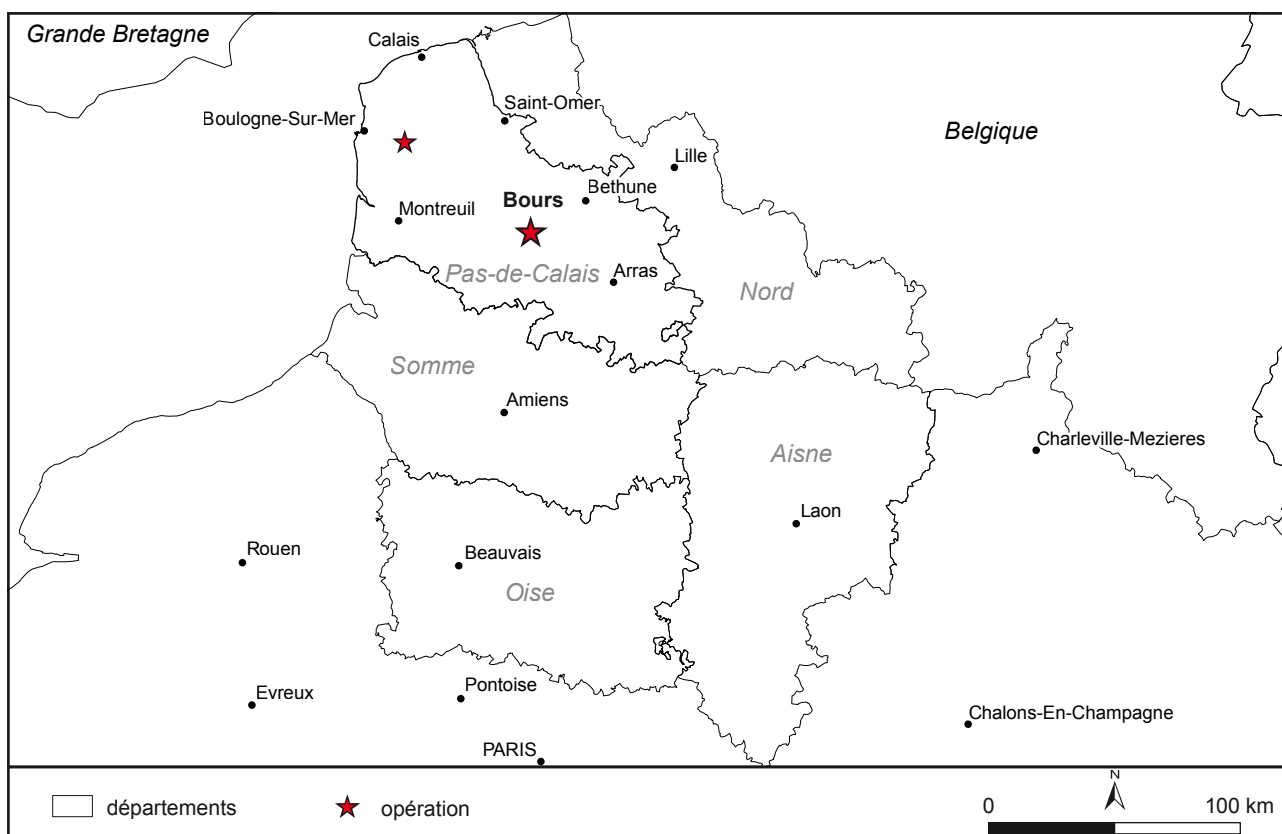 Grande Bretagne
Calais
Saint-Omer
Boulogne-Sur-Mer
Belgique
Lille
Bethune
Bours
Montreuil
Pas-de-Calais
Arras
Nord
Somme
Amiens
Charleville-Mezieres
Aisne
Laon
Rouen
Beauvais
Oise
Evreux
Pontoise
Chalons-En-Champagne
PARIS
départements
opération
N
0 100 km